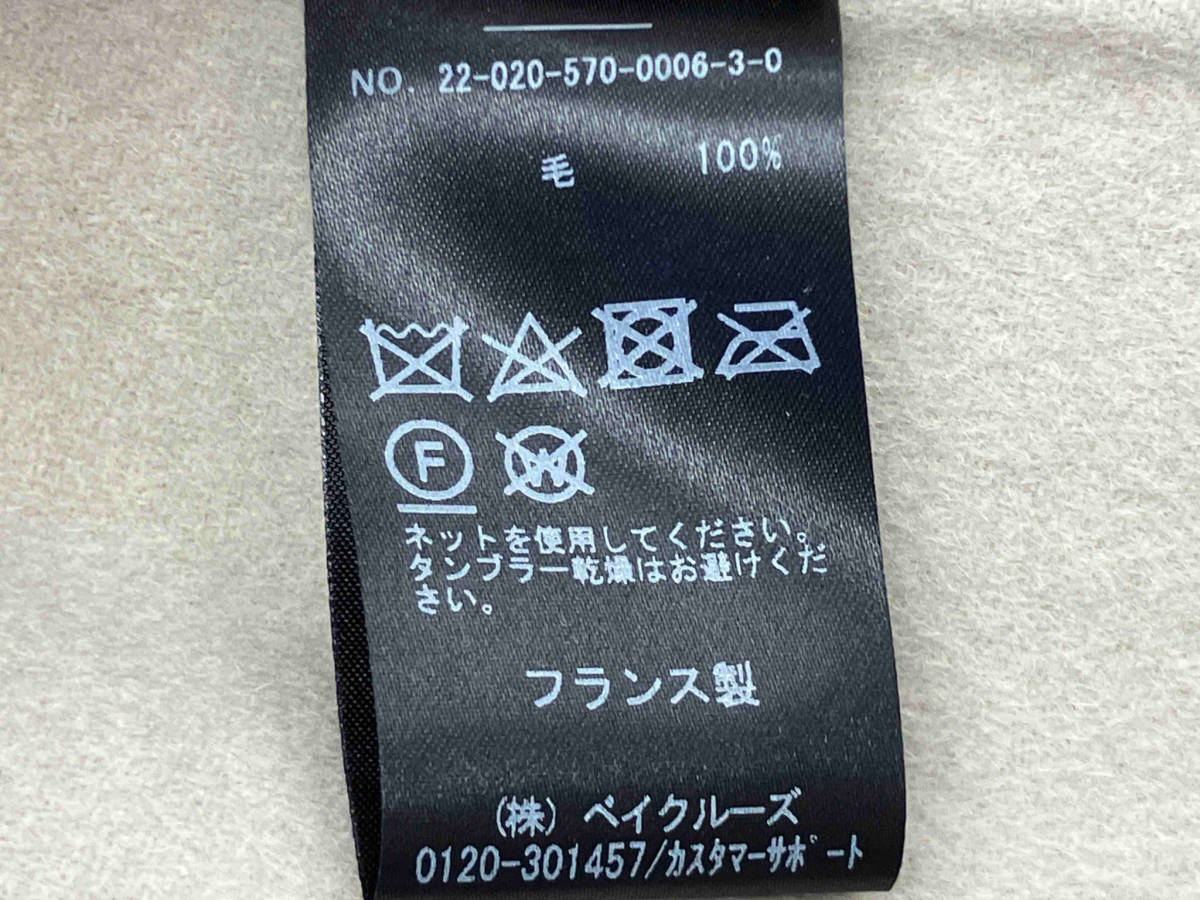 NO. 22-020-570-0006-3-0
毛 100%
F W
ネットを使用してください。
タンブラー乾燥はお避けくだ
さい。
フランス製
(株) ベイクルーズ
0120-301457/カスタマーサポート